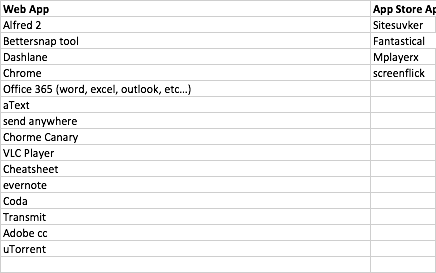 Web App	App Store Ap
Alfred 2	Sitesuvker
Bettersnap tool	Fantastical
Dashlane	Mplayerx
Chrome	screenflick
Office 365 (word, excel, outlook, etc...)
aText
send anywhere
Chorme Canary
VLC Player
Cheatsheet
evernote
Coda
Transmit
Adobe cc
uTorrent